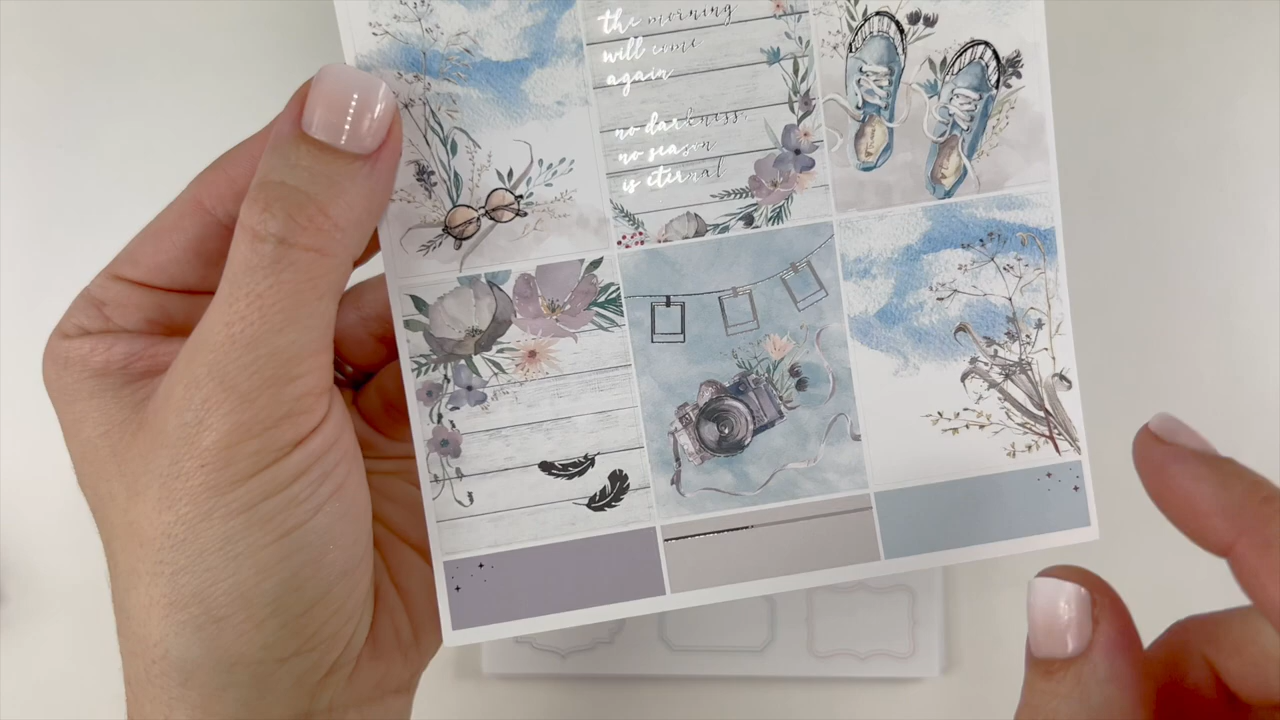 the morning
will come
again
no darkness,
no season
is eternal